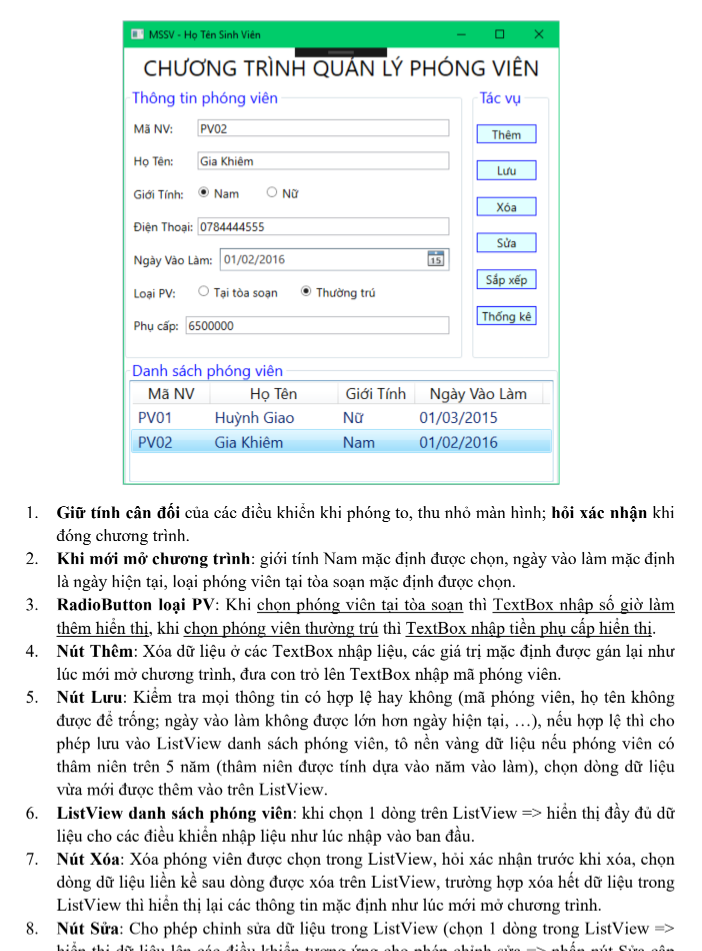 MSSV - Họ Tên Sinh Viên
CHƯƠNG TRÌNH QUẢN LÝ PHÓNG VIÊN
Thông tin phóng viên
Tác vụ
Mã NV: PV02
Thêm
Họ Tên: Gia Khiêm
Lưu
Giới Tính: Nam Nữ
Xóa
Điện Thoại: 0784444555
Sửa
Ngày Vào Làm: 01/02/2016 15
Sắp xếp
Loại PV: Tại tòa soạn Thường trú
Thống kê
Phụ cấp: 6500000
Danh sách phóng viên
Mã NV Họ Tên Giới Tính Ngày Vào Làm
PV01 Huỳnh Giao Nữ 01/03/2015
PV02 Gia Khiêm Nam 01/02/2016
1. Giữ tính cân đối của các điều khiển khi phóng to, thu nhỏ màn hình; hỏi xác nhận khi
đóng chương trình.
2. Khi mới mở chương trình: giới tính Nam mặc định được chọn, ngày vào làm mặc định
là ngày hiện tại, loại phóng viên tại tòa soạn mặc định được chọn.
3. RadioButton loại PV: Khi chọn phóng viên tại tòa soạn thì TextBox nhập số giờ làm
thêm hiển thị, khi chọn phóng viên thường trú thì TextBox nhập tiền phụ cấp hiển thị.
4. Nút Thêm: Xóa dữ liệu ở các TextBox nhập liệu, các giá trị mặc định được gán lại như
lúc mới mở chương trình, đưa con trỏ lên TextBox nhập mã phóng viên.
5. Nút Lưu: Kiểm tra mọi thông tin có hợp lệ hay không (mã phóng viên, họ tên không
được để trống; ngày vào làm không được lớn hơn ngày hiện tại, …), nếu hợp lệ thì cho
phép lưu vào ListView danh sách phóng viên, tô nền vàng dữ liệu nếu phóng viên có
thâm niên trên 5 năm (thâm niên được tính dựa vào năm vào làm), chọn dòng dữ liệu
vừa mới được thêm vào trên ListView.
6. ListView danh sách phóng viên: khi chọn 1 dòng trên ListView => hiển thị đầy đủ dữ
liệu cho các điều khiển nhập liệu như lúc nhập vào ban đầu.
7. Nút Xóa: Xóa phóng viên được chọn trong ListView, hỏi xác nhận trước khi xóa, chọn
dòng dữ liệu liền kề sau dòng được xóa trên ListView, trường hợp xóa hết dữ liệu trong
ListView thì hiển thị lại các thông tin mặc định như lúc mới mở chương trình.
8. Nút Sửa: Cho phép chỉnh sửa dữ liệu trong ListView (chọn 1 dòng trong ListView =>